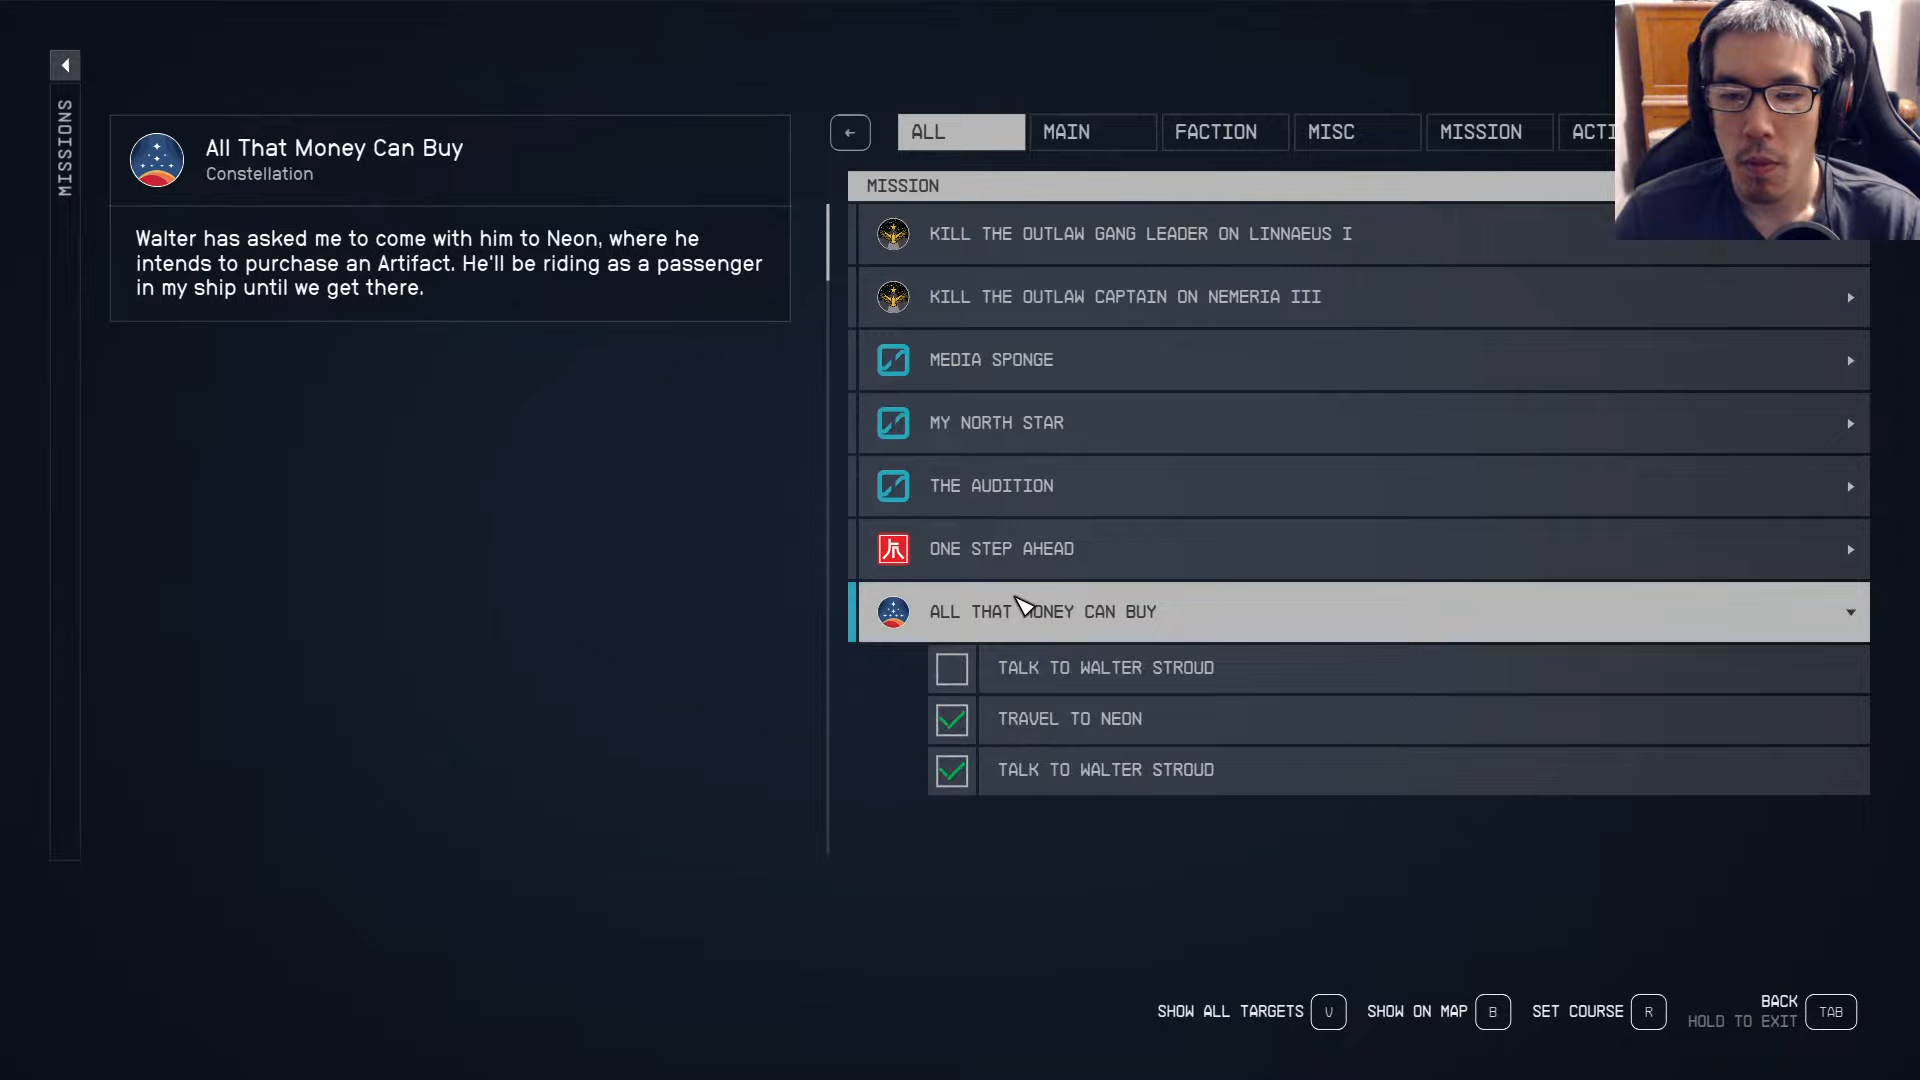 MISSIONS
All That Money Can Buy
Constellation
Walter has asked me to come with him to Neon, where he
intends to purchase an Artifact. He'll be riding as a passenger
in my ship until we get there.
ALL MAIN FACTION MISC MISSION ACTI
MISSION
KILL THE OUTLAW GANG LEADER ON LINNAEUS I
KILL THE OUTLAW CAPTAIN ON NEMERIA III
MEDIA SPONGE
MY NORTH STAR
THE AUDITION
ONE STEP AHEAD
ALL THAT MONEY CAN BUY
TALK TO WALTER STROUD
TRAVEL TO NEON
TALK TO WALTER STROUD
SHOW ALL TARGETS V SHOW ON MAP B SET COURSE R BACK
HOLD TO EXIT TAB